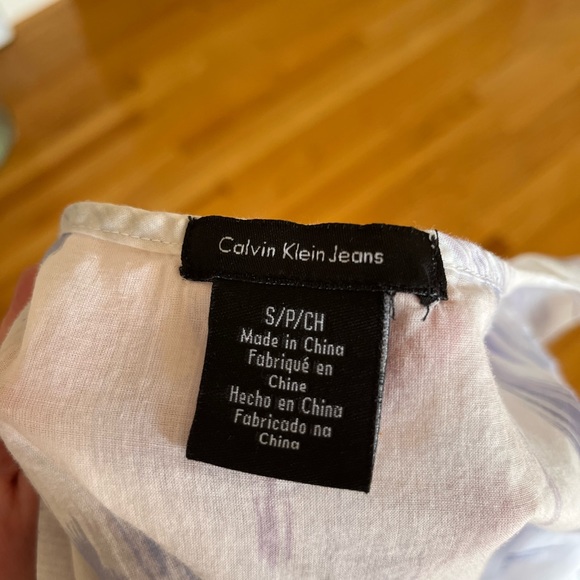 Calvin Klein Jeans
S/P/CH
Made in China
Fabriqué en
Chine
Hecho en China
Fabricado na
China